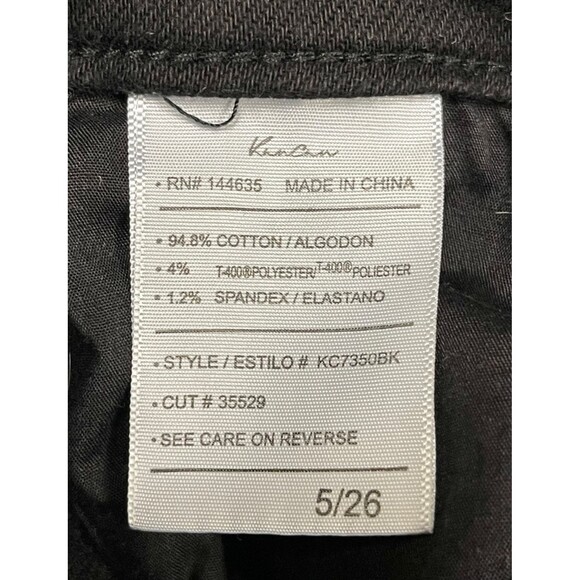 KanCan
• RN# 144635 MADE IN CHINA
• 94.8% COTTON / ALGODON
• 4% T-400®POLYESTER/T-400®POLIESTER
• 1.2% SPANDEX / ELASTANO
• STYLE / ESTILO # KC7350BK
• CUT # 35529
• SEE CARE ON REVERSE
5/26